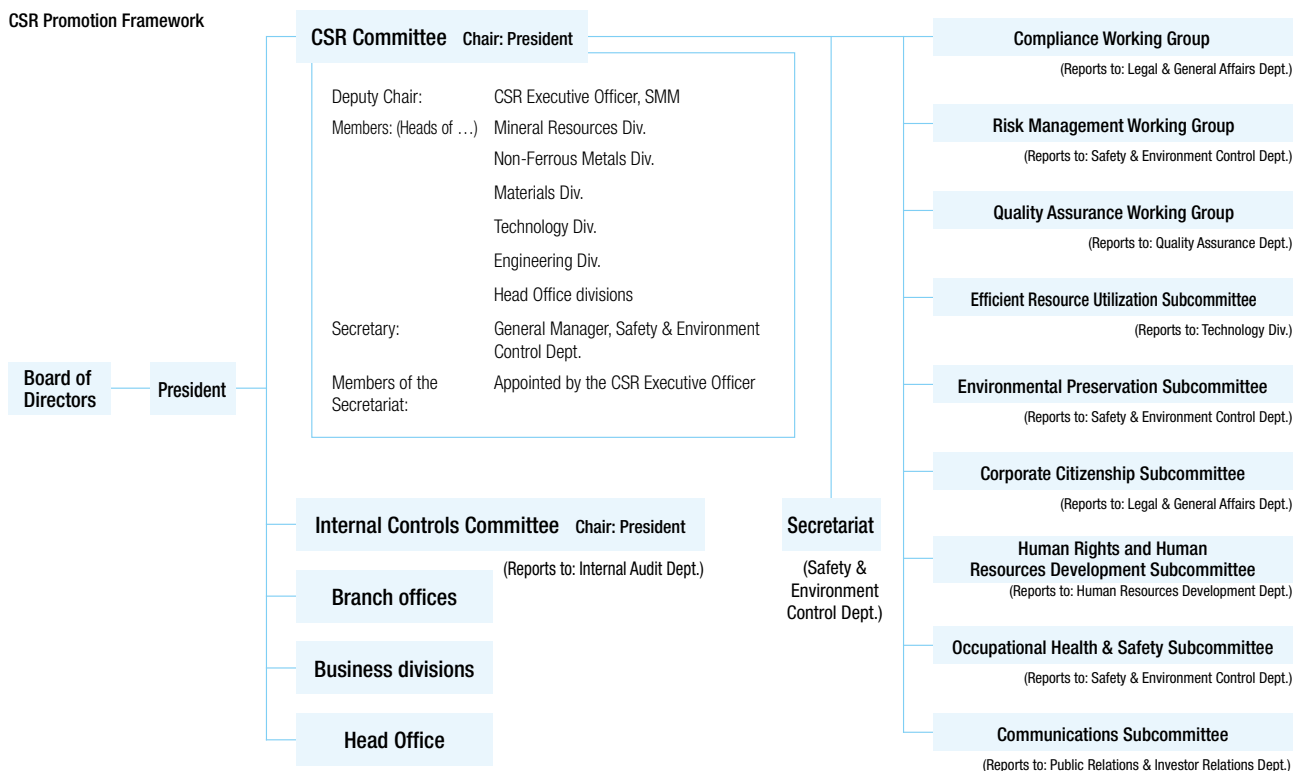 CSR Promotion Framework
CSR Committee Chair: President
Deputy Chair: CSR Executive Officer, SMM
Members: (Heads of …) Mineral Resources Div.
Non-Ferrous Metals Div.
Materials Div.
Technology Div.
Engineering Div.
Head Office divisions
Secretary: General Manager, Safety & Environment
Control Dept.
Members of the Appointed by the CSR Executive Officer
Secretariat:
Board of
Directors
President
Internal Controls Committee Chair: President
(Reports to: Internal Audit Dept.)
Branch offices
Business divisions
Head Office
Secretariat
(Safety &
Environment
Control Dept.)
Compliance Working Group
(Reports to: Legal & General Affairs Dept.)
Risk Management Working Group
(Reports to: Safety & Environment Control Dept.)
Quality Assurance Working Group
(Reports to: Quality Assurance Dept.)
Efficient Resource Utilization Subcommittee
(Reports to: Technology Div.)
Environmental Preservation Subcommittee
(Reports to: Safety & Environment Control Dept.)
Corporate Citizenship Subcommittee
(Reports to: Legal & General Affairs Dept.)
Human Rights and Human
Resources Development Subcommittee
(Reports to: Human Resources Development Dept.)
Occupational Health & Safety Subcommittee
(Reports to: Safety & Environment Control Dept.)
Communications Subcommittee
(Reports to: Public Relations & Investor Relations Dept.)